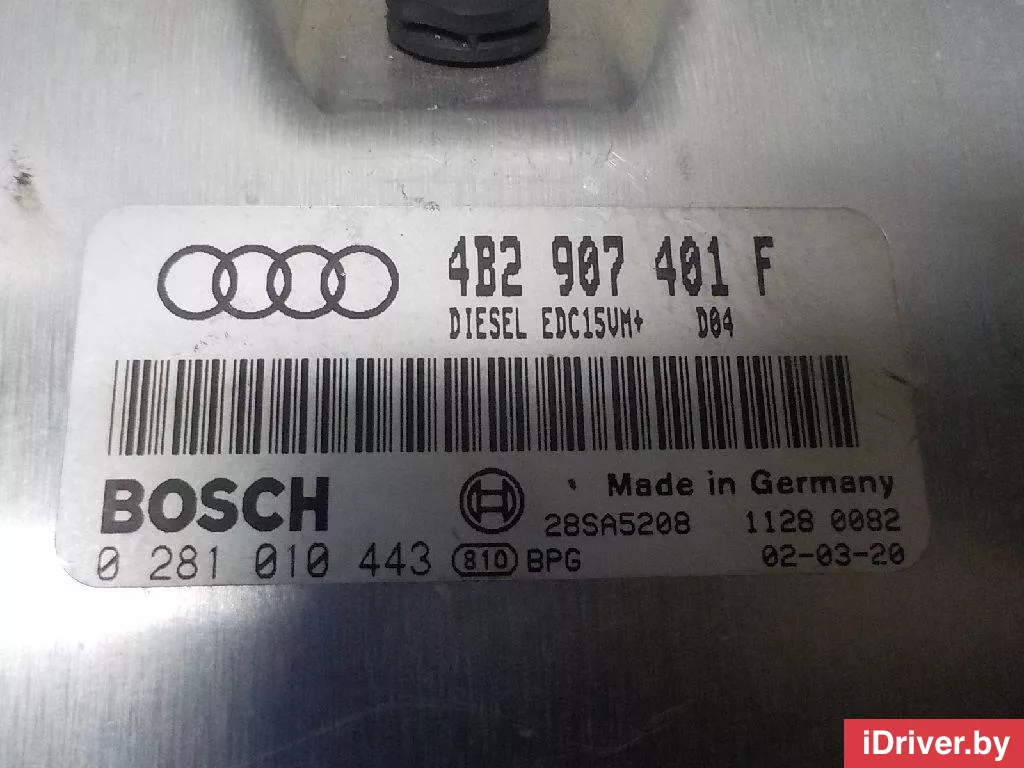 4B2 907 401 F
DIESEL EDC15VM+ D04
BOSCH
Made in Germany
28SA5208 1128 0082
0 281 010 443 810 BPG 02-03-20
iDriver.by